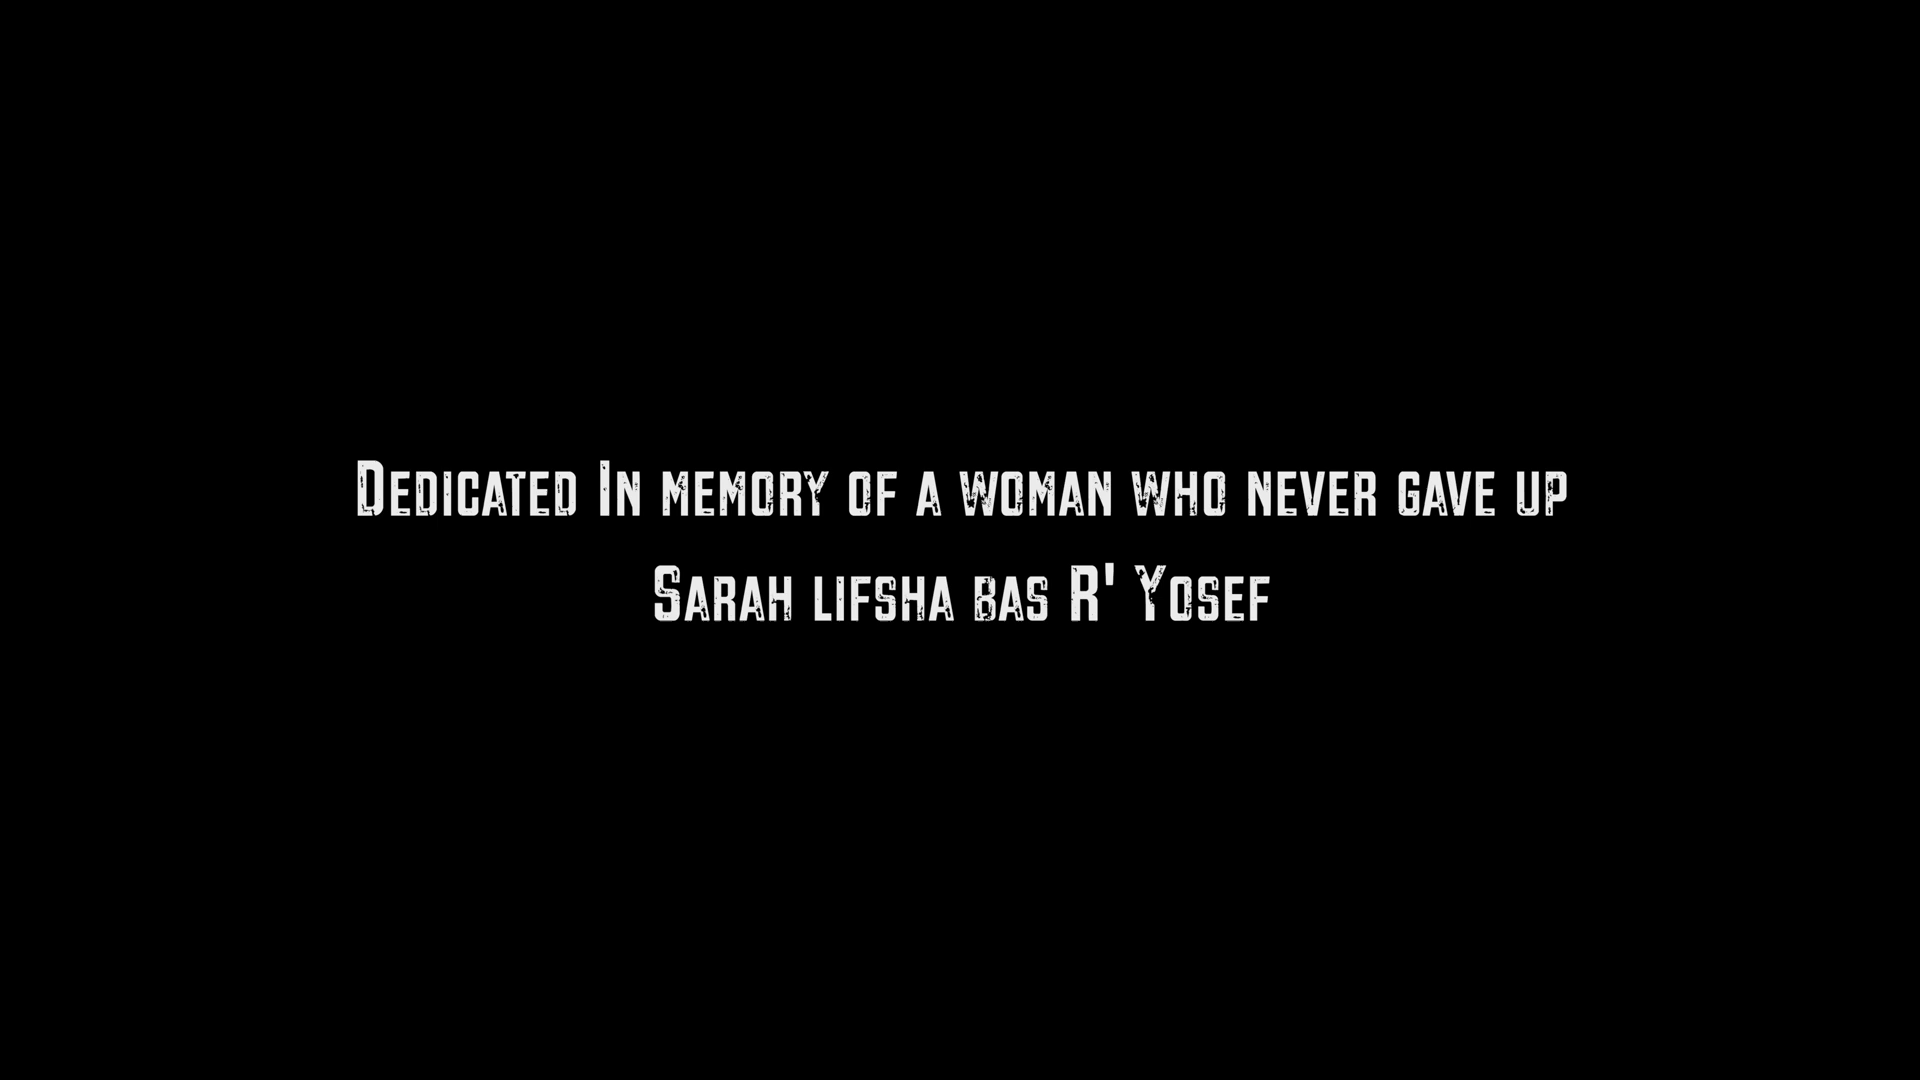 Dedicated In memory of a woman who never gave up
Sarah lifsha bas R' Yosef